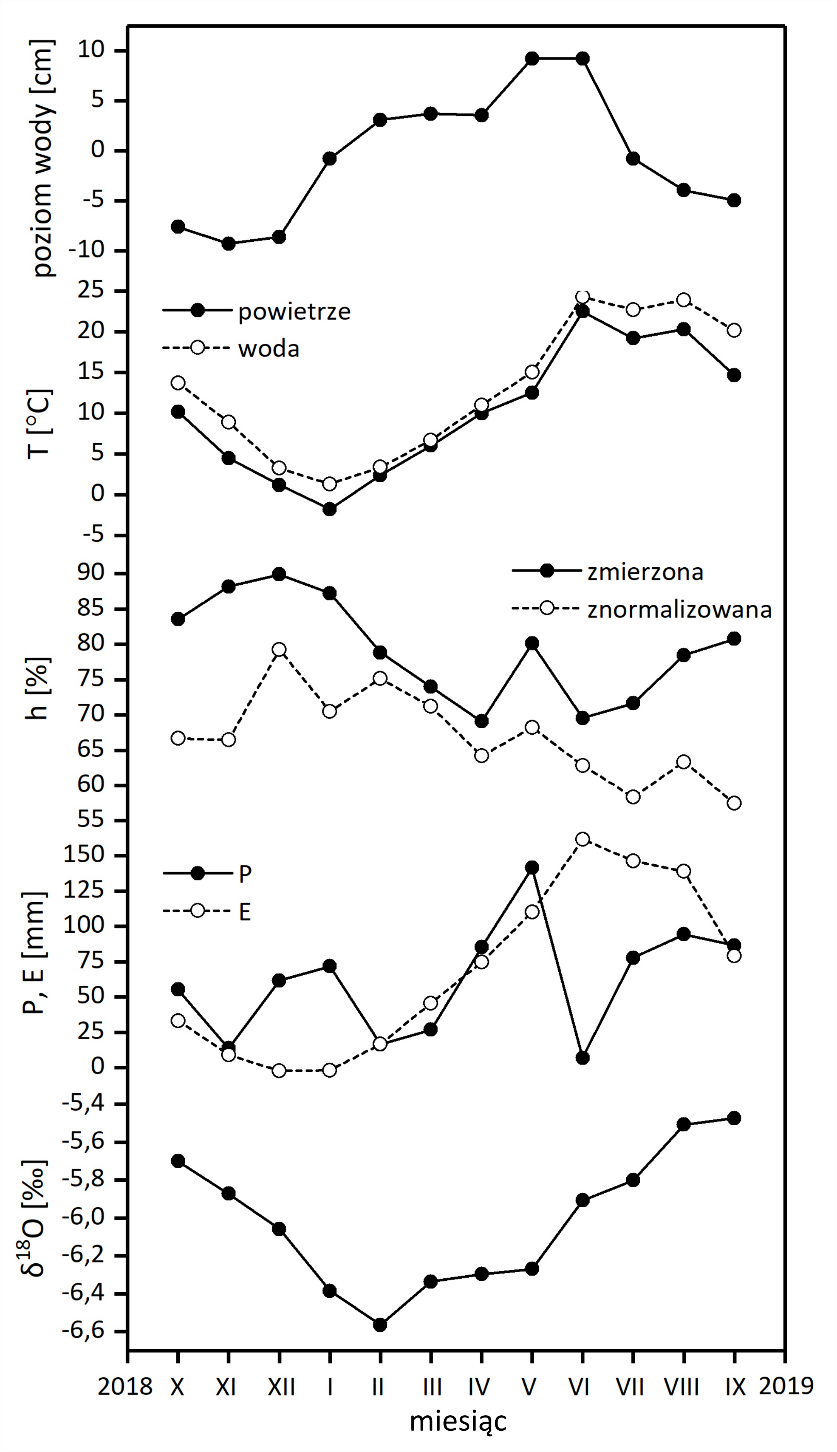 poziom wody [cm]
10
5
0
-5
-10
T [°C]
25
20
15
10
5
0
-5
powietrze
woda
h [%]
90
85
80
75
70
65
60
55
zmierzona
znormalizowana
P, E [mm]
150
125
100
75
50
25
0
P
E
δ¹⁸O [‰]
-5,4
-5,6
-5,8
-6,0
-6,2
-6,4
-6,6
2018 X XI XII I II III IV V VI VII VIII IX 2019
miesiąc